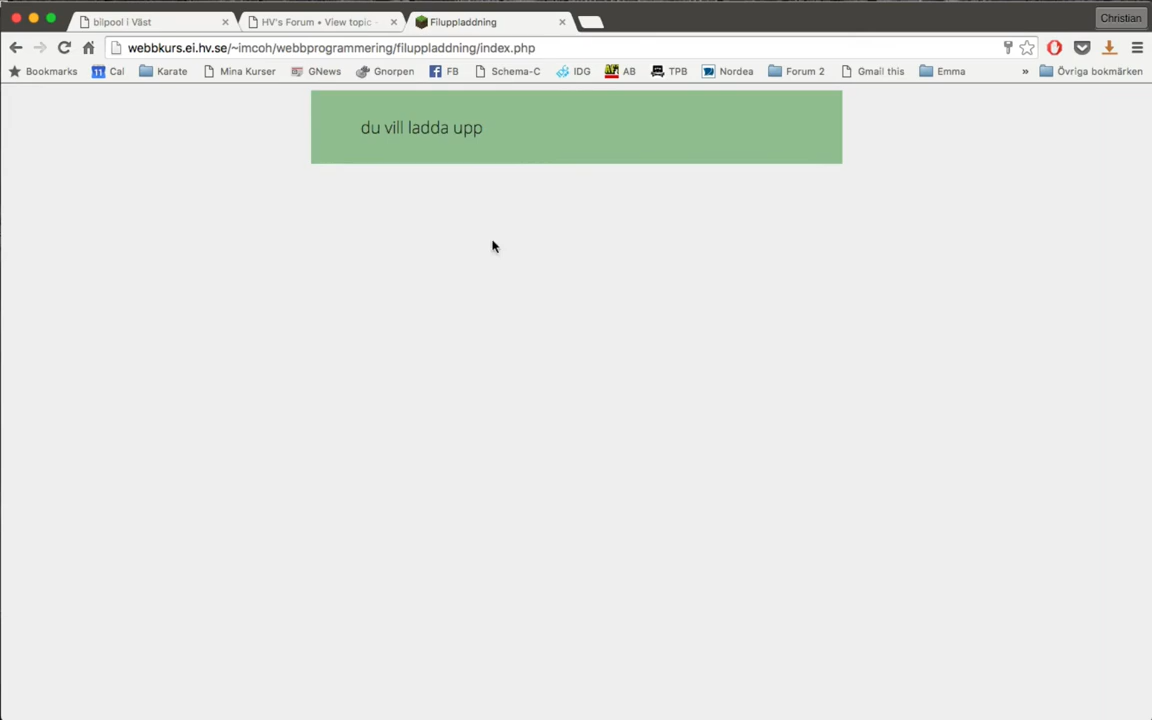 bilpool i Väst
HV's Forum • View topic -
Filuppladdning
Christian
webbkurs.ei.hv.se/~imcoh/webbprogrammering/filuppladdning/index.php
Bookmarks
11 Cal
Karate
Mina Kurser
GNews
Gnorpen
FB
Schema-C
IDG
AB
TPB
Nordea
Forum 2
Gmail this
Emma
»
Övriga bokmärken
du vill ladda upp